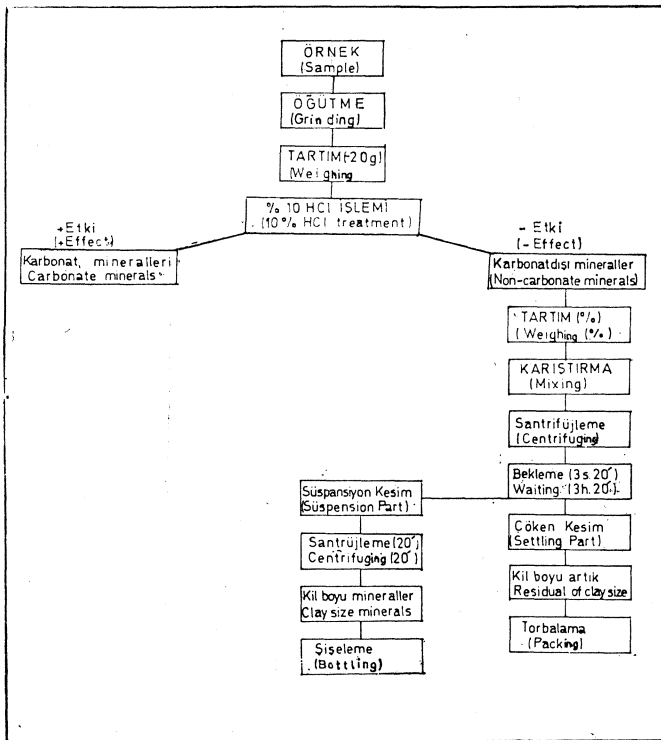 ÖRNEK
(Sample)
ÖĞÜTME
(Grinding)
TARTIM(-20g)
(Weighing
% 10 HCl İŞLEMİ
(10% HCl treatment)
+Etki
(+Effect)
Karbonat, mineralleri
Carbonate minerals
- Etki
(- Effect)
Karbonatdışı mineraller
(Non-carbonate minerals)
TARTIM (%)
(Weighing (%)
KARIŞTIRMA
(Mixing)
Santrifüjleme
(Centrifuging)
Bekleme (3s.20´)
Waiting (3h.20´)
Süspansiyon Kesim
(Süspension Part)
Santrüjleme(20´)
Centrifuging (20´)
Kil boyu mineraller
Clay size minerals
Şişeleme
(Bottling)
Çöken Kesim
(Settling Part)
Kil boyu artık
Residual of clay size
Torbalama
(Packing)